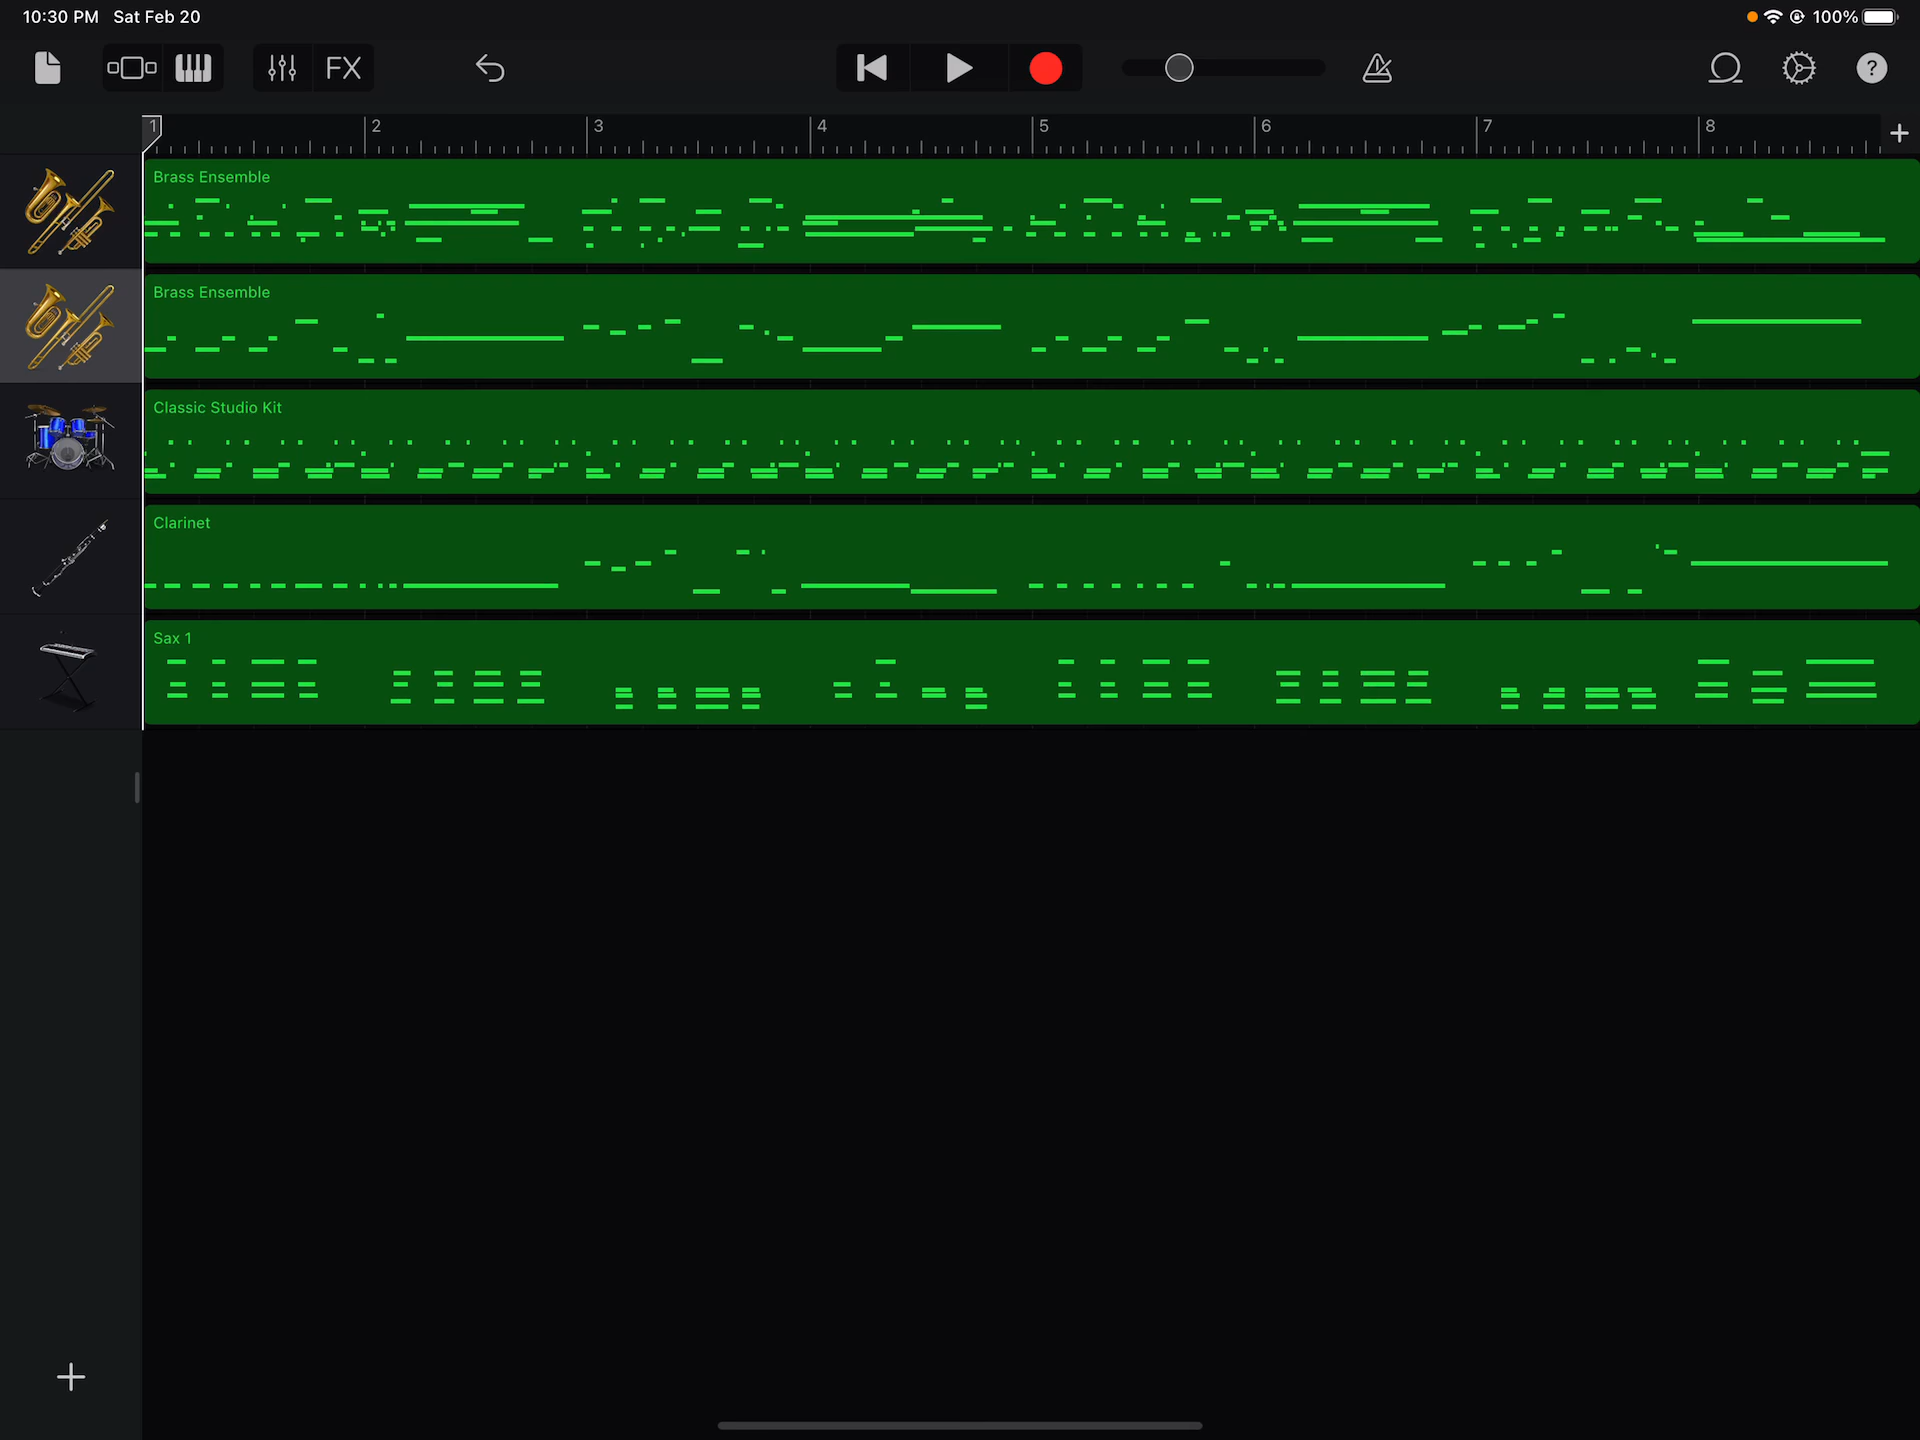 10:30 PM Sat Feb 20 100%
FX ?
1 2 3 4 5 6 7 8 +
Brass Ensemble
Brass Ensemble
Classic Studio Kit
Clarinet
Sax 1
+